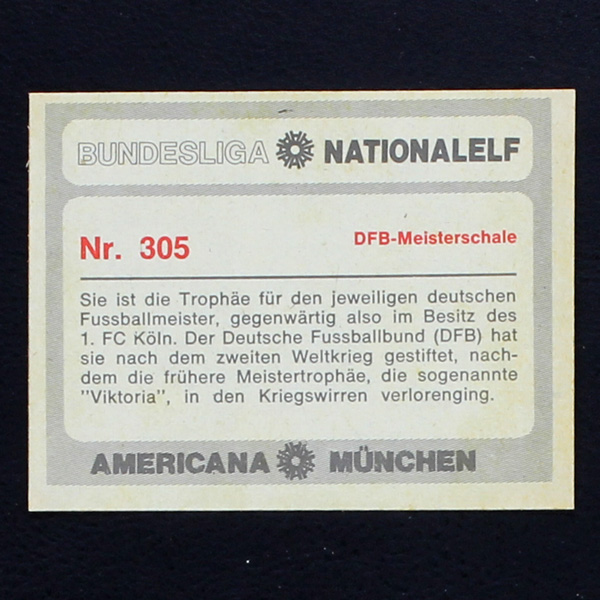 BUNDESLIGA NATIONALELF
Nr. 305
DFB-Meisterschale
Sie ist die Trophäe für den jeweiligen deutschen
Fussballmeister, gegenwärtig also im Besitz des
1. FC Köln. Der Deutsche Fussballbund (DFB) hat
sie nach dem zweiten Weltkrieg gestiftet, nach-
dem die frühere Meistertrophäe, die sogenannte
"Viktoria", in den Kriegswirren verlorenging.
AMERICANA MÜNCHEN